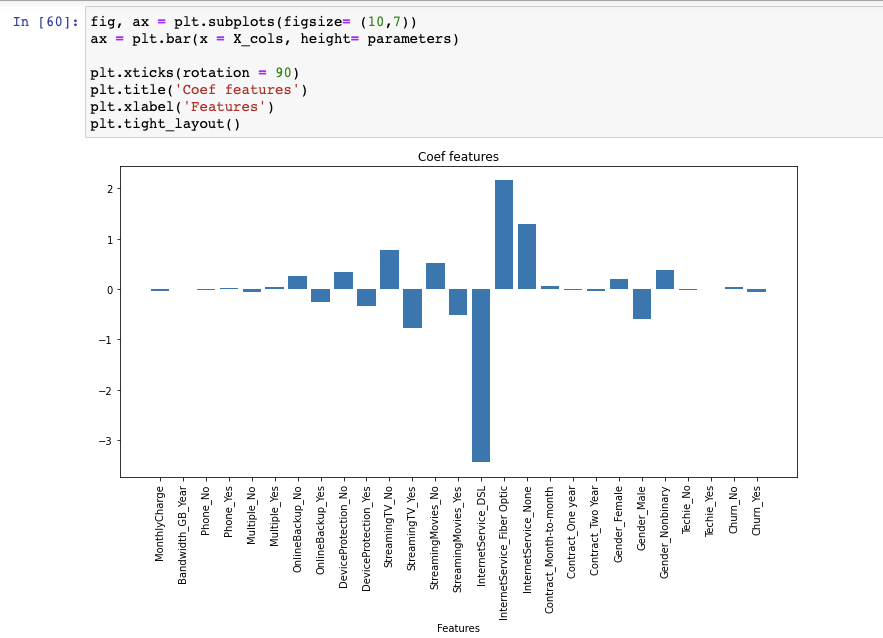 In [60]: fig, ax = plt.subplots(figsize= (10,7))
ax = plt.bar(x = X_cols, height= parameters)
plt.xticks(rotation = 90)
plt.title('Coef features')
plt.xlabel('Features')
plt.tight_layout()
Coef features
2
1
0
−1
−2
−3
MonthlyCharge
Bandwidth_GB_Year
Phone_No
Phone_Yes
Multiple_No
Multiple_Yes
OnlineBackup_No
OnlineBackup_Yes
DeviceProtection_No
DeviceProtection_Yes
StreamingTV_No
StreamingTV_Yes
StreamingMovies_No
StreamingMovies_Yes
InternetService_DSL
InternetService_Fiber Optic
InternetService_None
Contract_Month-to-month
Contract_One year
Contract_Two Year
Gender_Female
Gender_Male
Gender_Nonbinary
Techie_No
Techie_Yes
Churn_No
Churn_Yes
Features